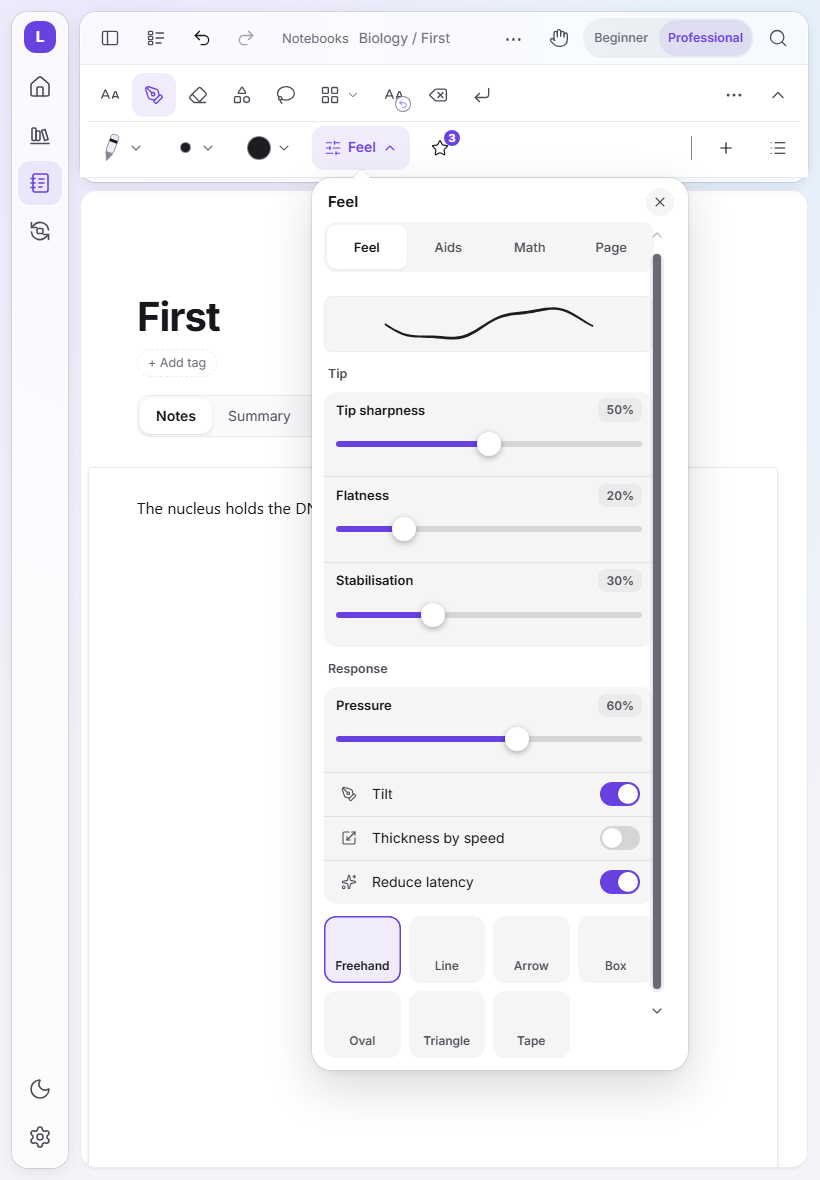 L
Notebooks Biology / First
Beginner Professional
Aa Aa
Feel 3
Feel
Feel Aids Math Page
First
+ Add tag
Notes Summary
The nucleus holds the DN
Tip
Tip sharpness 50%
Flatness 20%
Stabilisation 30%
Response
Pressure 60%
Tilt
Thickness by speed
Reduce latency
Freehand Line Arrow Box
Oval Triangle Tape